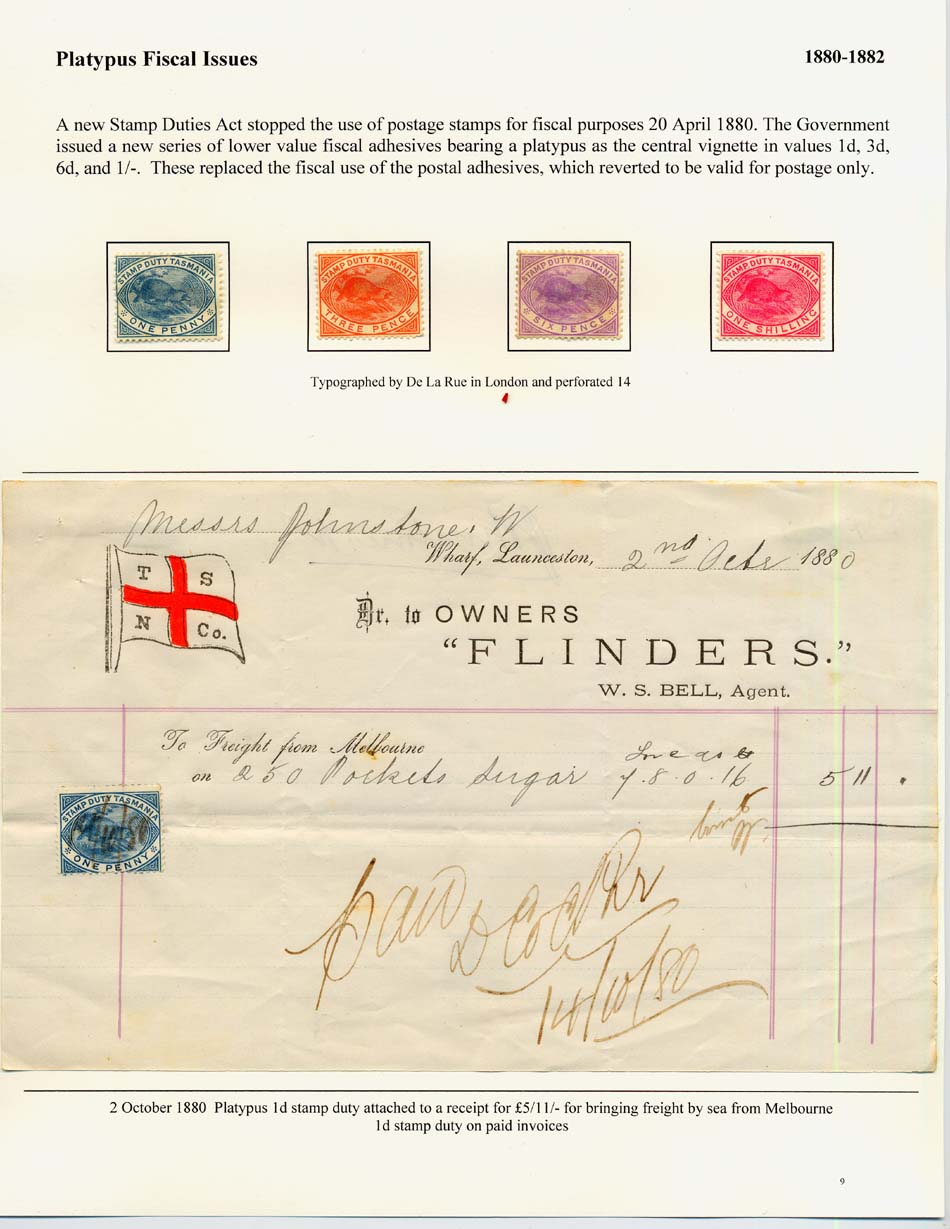 Platypus Fiscal Issues
1880-1882
A new Stamp Duties Act stopped the use of postage stamps for fiscal purposes 20 April 1880. The Government
issued a new series of lower value fiscal adhesives bearing a platypus as the central vignette in values 1d, 3d,
6d, and 1/-. These replaced the fiscal use of the postal adhesives, which reverted to be valid for postage only.
STAMP DUTY TASMANIA
ONE PENNY
STAMP DUTY TASMANIA
THREE PENCE
STAMP DUTY TASMANIA
SIX PENCE
STAMP DUTY TASMANIA
ONE SHILLING
Typographed by De La Rue in London and perforated 14
Messrs Johnstone. W
Wharf, Launceston, 2nd Octr 1880
T S
N Co.
Dr. to OWNERS
"FLINDERS."
W. S. BELL, Agent.
To Freight from Melbourne
on 250 Pockets Sugar 7.8.0.16 5 11 .
STAMP DUTY TASMANIA
ONE PENNY
14/10/80
2 October 1880 Platypus 1d stamp duty attached to a receipt for £5/11/- for bringing freight by sea from Melbourne
1d stamp duty on paid invoices
9